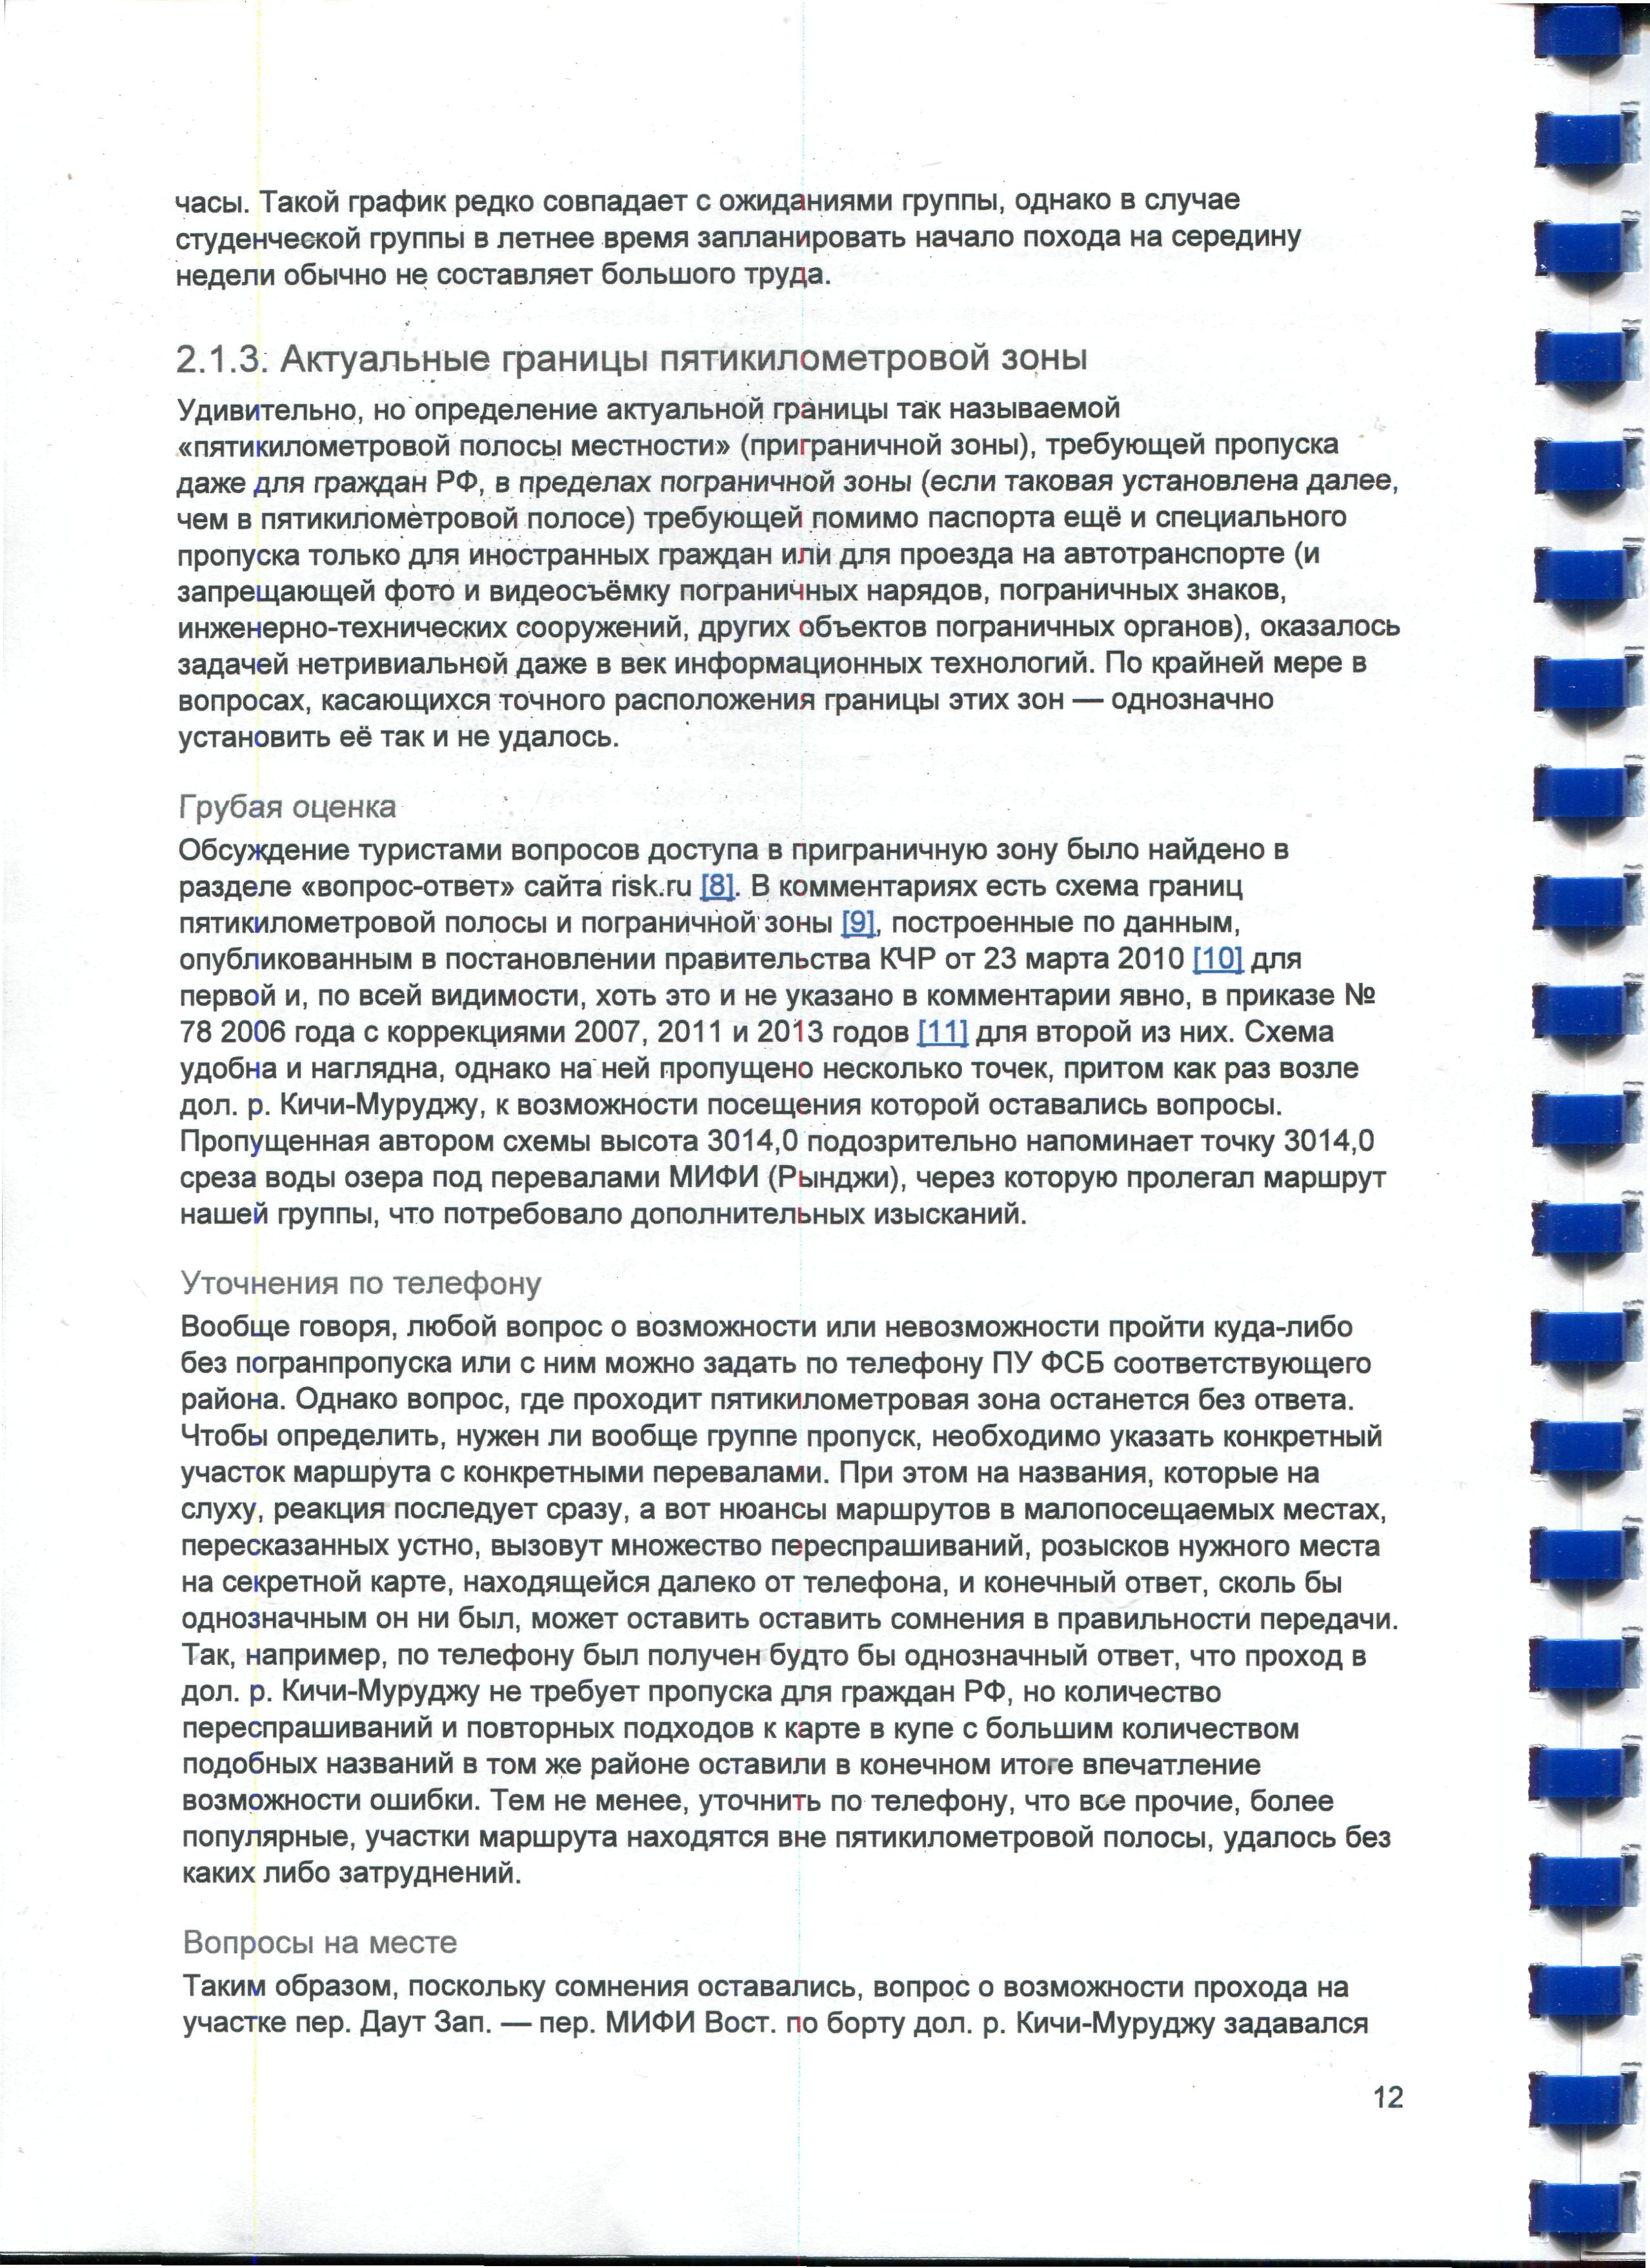 часы. Такой график редко совпадает с ожиданиями группы, однако в случае
студенческой группы в летнее время запланировать начало похода на середину
недели обычно не составляет большого труда.
2.1.3. Актуальные границы пятикилометровой зоны
Удивительно, но определение актуальной границы так называемой
«пятикилометровой полосы местности» (приграничной зоны), требующей пропуска
даже для граждан РФ, в пределах пограничной зоны (если таковая установлена далее,
чем в пятикилометровой полосе) требующей помимо паспорта ещё и специального
пропуска только для иностранных граждан или для проезда на автотранспорте (и
запрещающей фото и видеосъёмку пограничных нарядов, пограничных знаков,
инженерно-технических сооружений, других объектов пограничных органов), оказалось
задачей нетривиальной даже в век информационных технологий. По крайней мере в
вопросах, касающихся точного расположения границы этих зон — однозначно
установить её так и не удалось.
Грубая оценка
Обсуждение туристами вопросов доступа в приграничную зону было найдено в
разделе «вопрос-ответ» сайта risk.ru [8]. В комментариях есть схема границ
пятикилометровой полосы и пограничной зоны [9], построенные по данным,
опубликованным в постановлении правительства КЧР от 23 марта 2010 [10] для
первой и, по всей видимости, хоть это и не указано в комментарии явно, в приказе №
78 2006 года с коррекциями 2007, 2011 и 2013 годов [11] для второй из них. Схема
удобна и наглядна, однако на ней пропущено несколько точек, притом как раз возле
дол. р. Кичи-Муруджу, к возможности посещения которой оставались вопросы.
Пропущенная автором схемы высота 3014,0 подозрительно напоминает точку 3014,0
среза воды озера под перевалами МИФИ (Рынджи), через которую пролегал маршрут
нашей группы, что потребовало дополнительных изысканий.
Уточнения по телефону
Вообще говоря, любой вопрос о возможности или невозможности пройти куда-либо
без погранпропуска или с ним можно задать по телефону ПУ ФСБ соответствующего
района. Однако вопрос, где проходит пятикилометровая зона останется без ответа.
Чтобы определить, нужен ли вообще группе пропуск, необходимо указать конкретный
участок маршрута с конкретными перевалами. При этом на названия, которые на
слуху, реакция последует сразу, а вот нюансы маршрутов в малопосещаемых местах,
пересказанных устно, вызовут множество переспрашиваний, розысков нужного места
на секретной карте, находящейся далеко от телефона, и конечный ответ, сколь бы
однозначным он ни был, может оставить оставить сомнения в правильности передачи.
Так, например, по телефону был получен будто бы однозначный ответ, что проход в
дол. р. Кичи-Муруджу не требует пропуска для граждан РФ, но количество
переспрашиваний и повторных подходов к карте в купе с большим количеством
подобных названий в том же районе оставили в конечном итоге впечатление
возможности ошибки. Тем не менее, уточнить по телефону, что все прочие, более
популярные, участки маршрута находятся вне пятикилометровой полосы, удалось без
каких либо затруднений.
Вопросы на месте
Таким образом, поскольку сомнения оставались, вопрос о возможности прохода на
участке пер. Даут Зап. — пер. МИФИ Вост. по борту дол. р. Кичи-Муруджу задавался
12